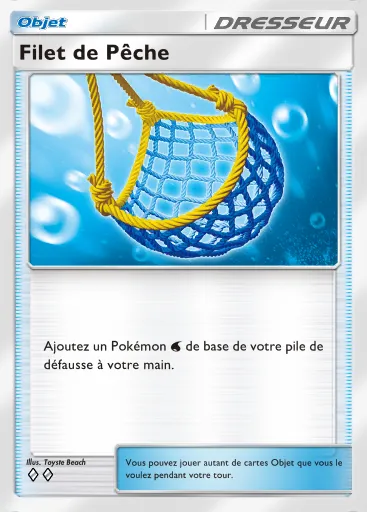 Objet
DRESSEUR
Filet de Pêche
Ajoutez un Pokémon de base de votre pile de
défausse à votre main.
Illus. Toyste Beach
Vous pouvez jouer autant de cartes Objet que vous le
voulez pendant votre tour.